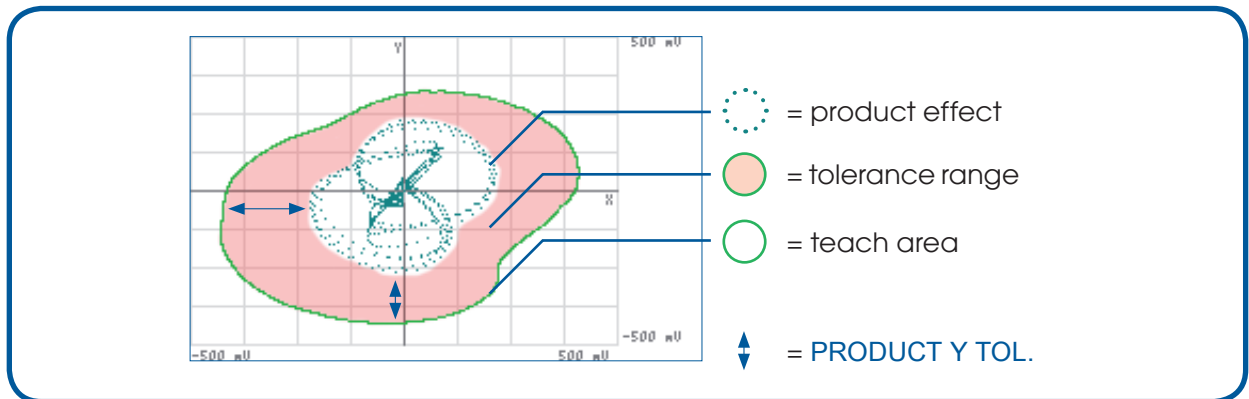 500 mV
Y
X
-500 mV
-500 mV
500 mV
= product effect
= tolerance range
= teach area
= PRODUCT Y TOL.